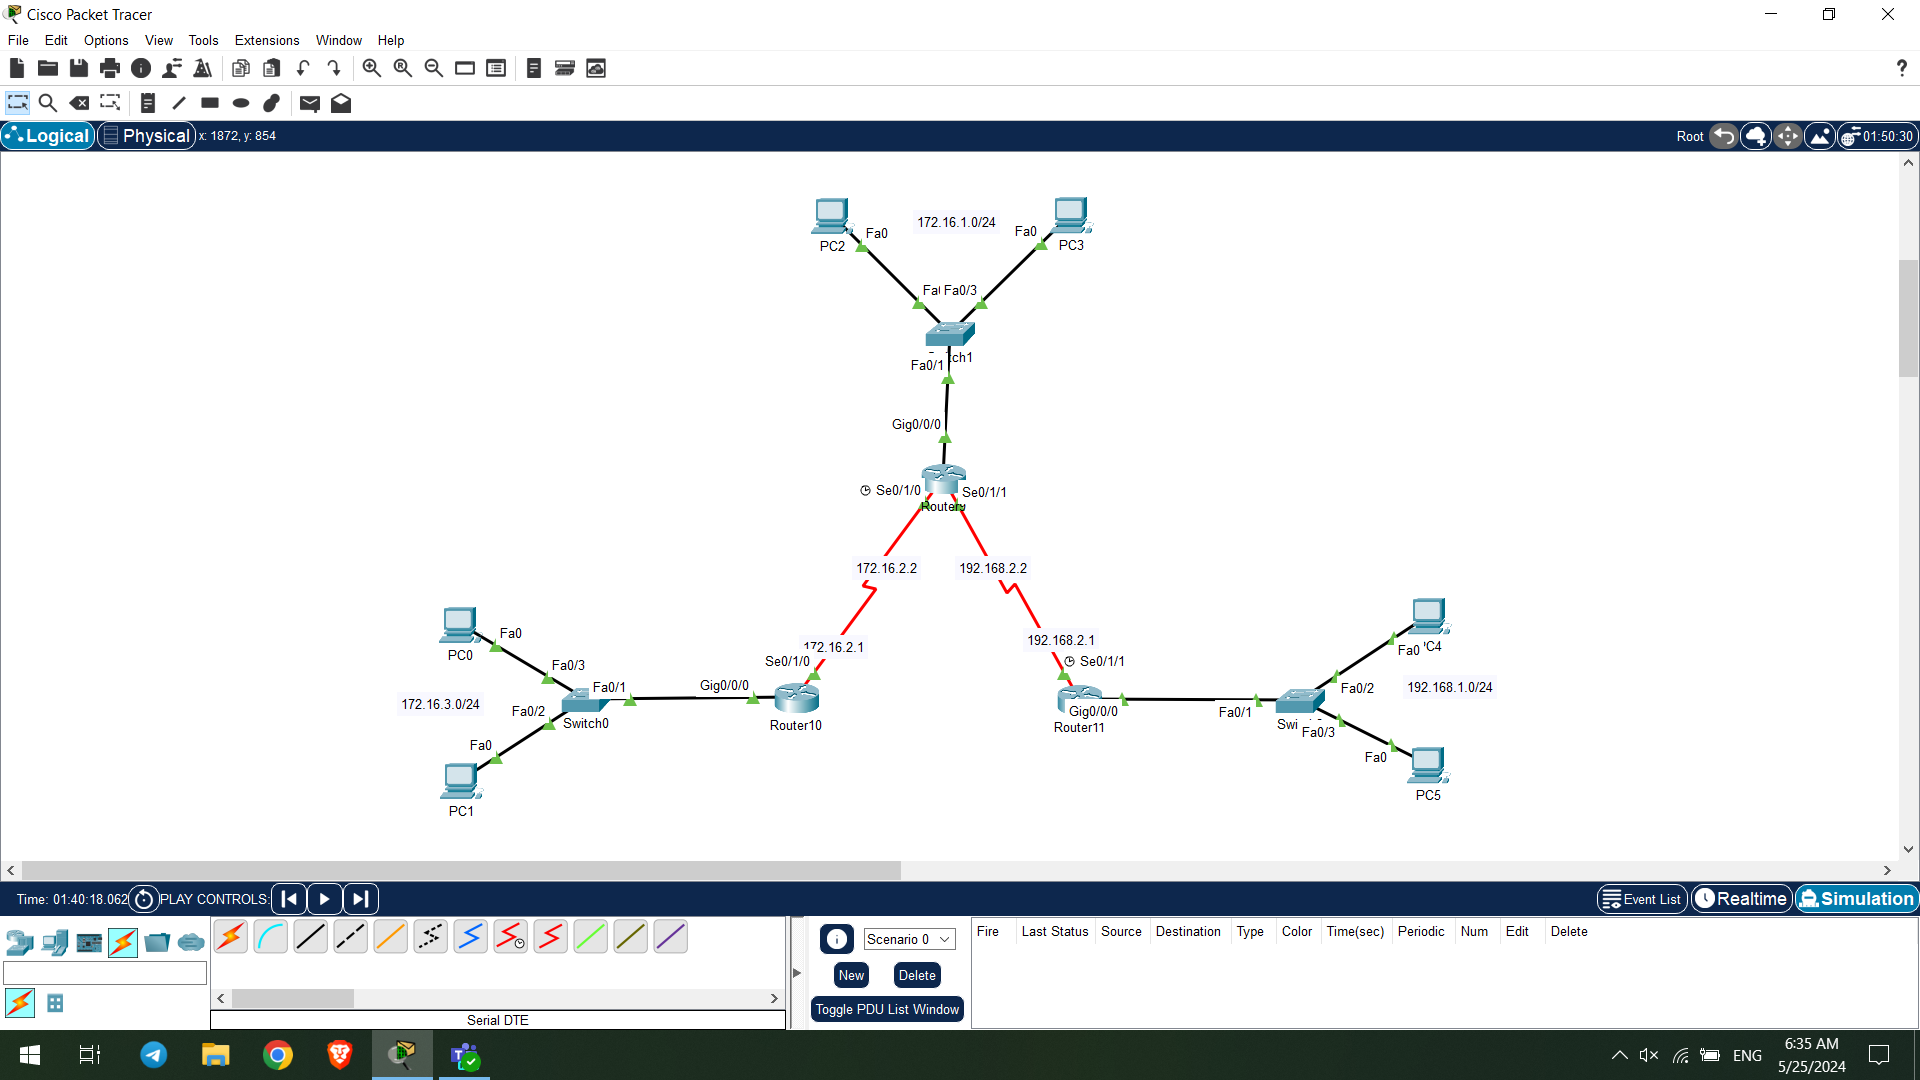 Cisco Packet Tracer
File Edit Options View Tools Extensions Window Help
?
Logical Physical x: 1872, y: 854 Root 01:50:30
172.16.1.0/24
Fa0
Fa0
PC2
PC3
Fa0/3
tch1
Fa0/1
Gig0/0/0
Se0/1/0
Se0/1/1
172.16.2.2
192.168.2.2
PC0
Fa0
Fa0/3
Fa0/1
172.16.3.0/24
Fa0/2
Switch0
Fa0
PC1
Gig0/0/0
172.16.2.1
Se0/1/0
Router10
192.168.2.1
Se0/1/1
Gig0/0/0
Router11
Fa0/1
Fa0
Fa0/2
192.168.1.0/24
Fa0/3
Fa0
PC5
Time: 01:40:18.062 PLAY CONTROLS: Event List Realtime Simulation
Scenario 0
New Delete
Toggle PDU List Window
Fire Last Status Source Destination Type Color Time(sec) Periodic Num Edit Delete
Serial DTE
ENG
6:35 AM
5/25/2024